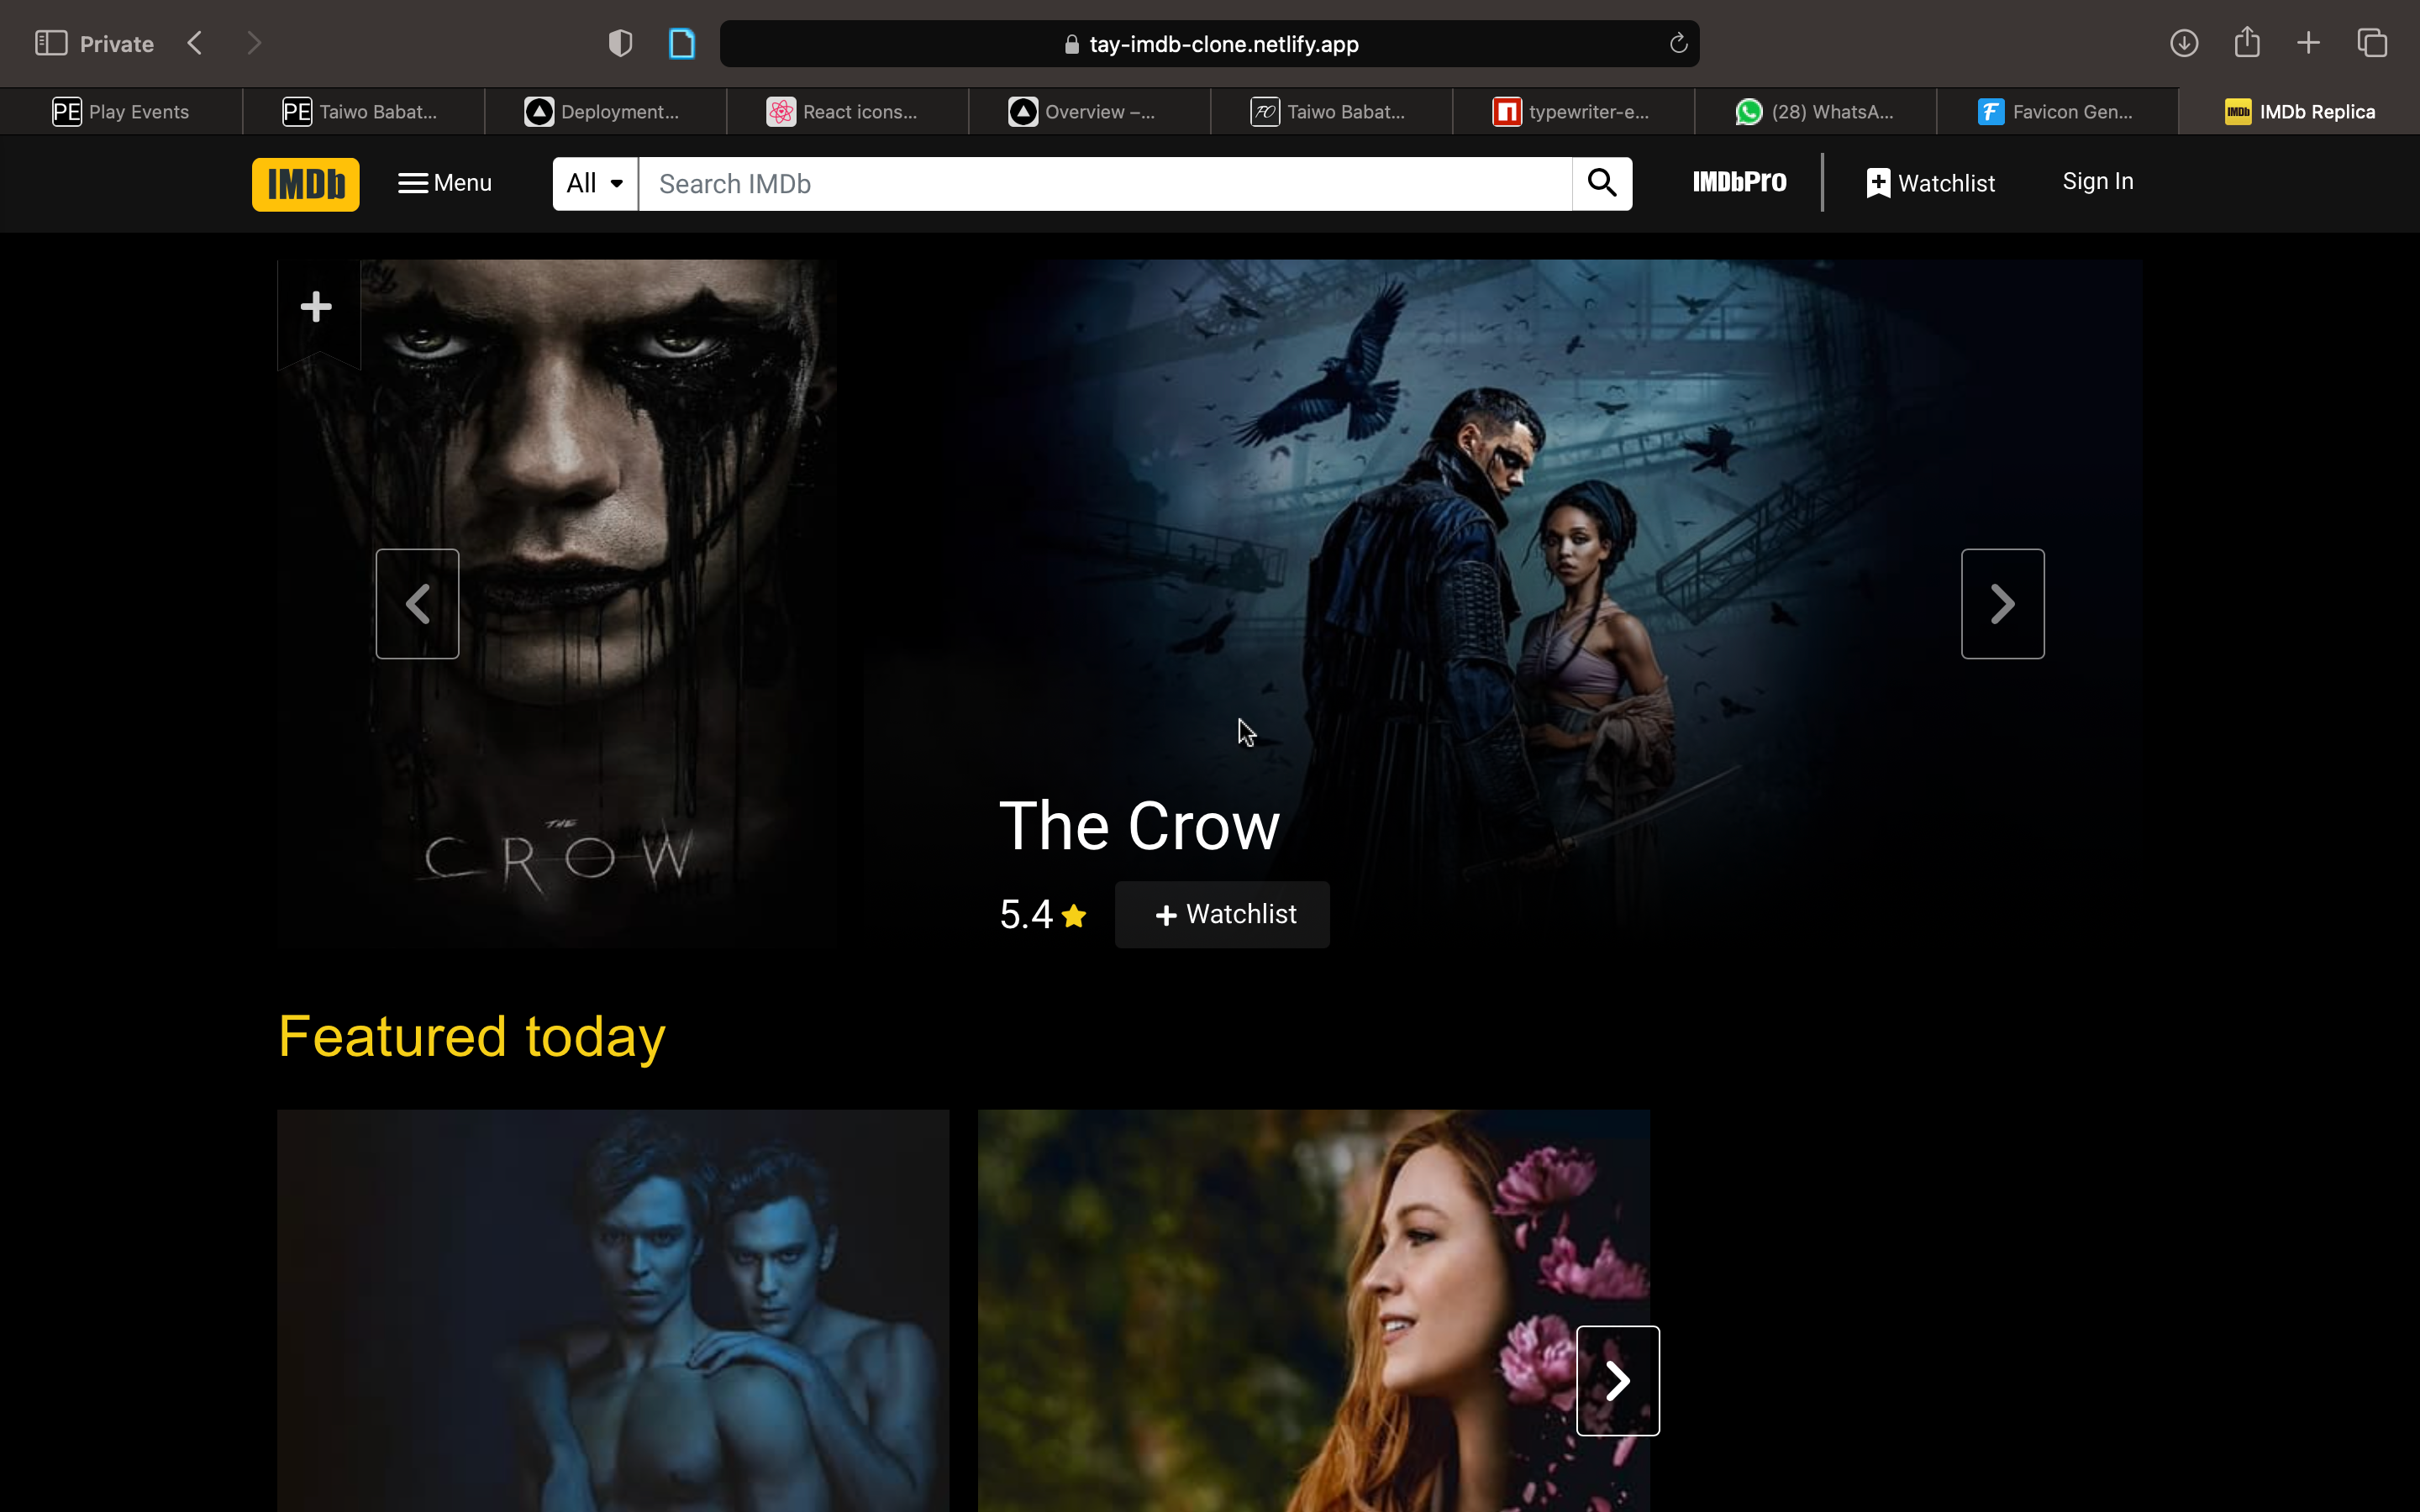 Private
tay-imdb-clone.netlify.app
PE Play Events
PE Taiwo Babat...
Deployment...
React icons...
Overview –...
Taiwo Babat...
typewriter-e...
(28) WhatsA...
Favicon Gen...
IMDb IMDb Replica
IMDb
Menu
All
Search IMDb
IMDbPro
Watchlist
Sign In
THE
CROW
The Crow
5.4
Watchlist
Featured today